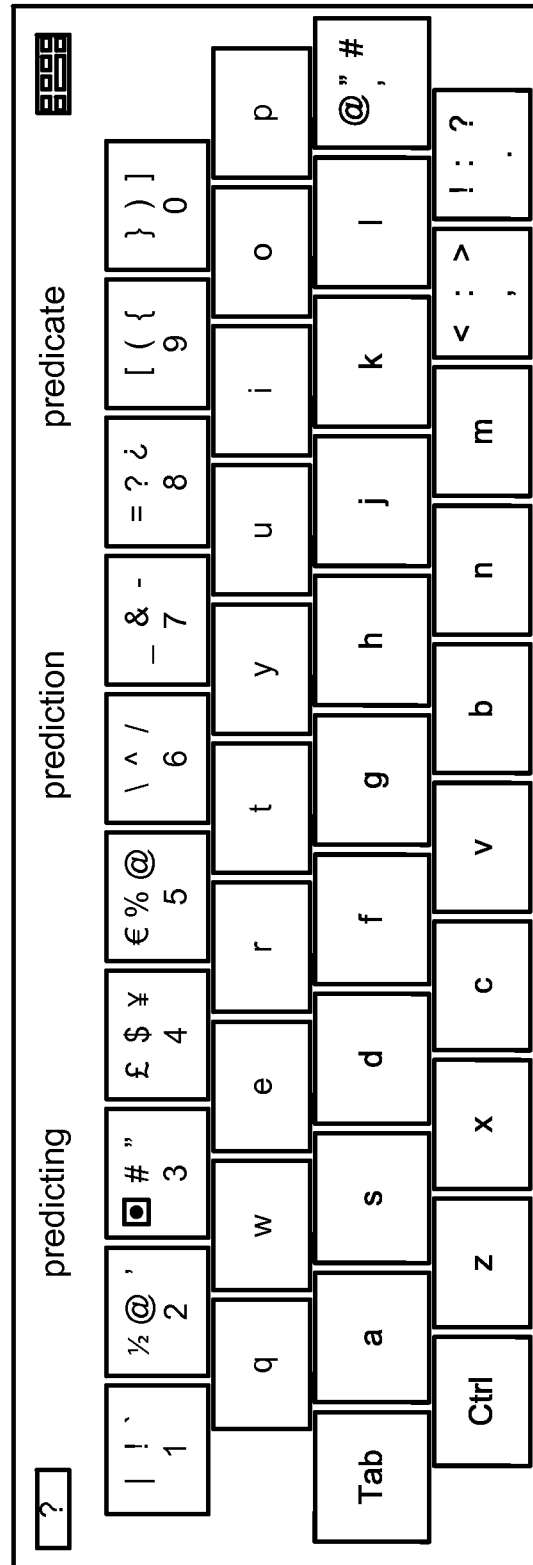 ? predicting prediction predicate
| ! ` ½ @ ' ◘ # ” £ $ ¥ € % @ \ ^ / _ & - = ? ¿ [ ( { } ) ]
1 2 3 4 5 6 7 8 9 0
q w e r t y u i o p
@ ” #
Tab a s d f g h j k l '
< : > ! : ?
Ctrl z x c v b n m , .